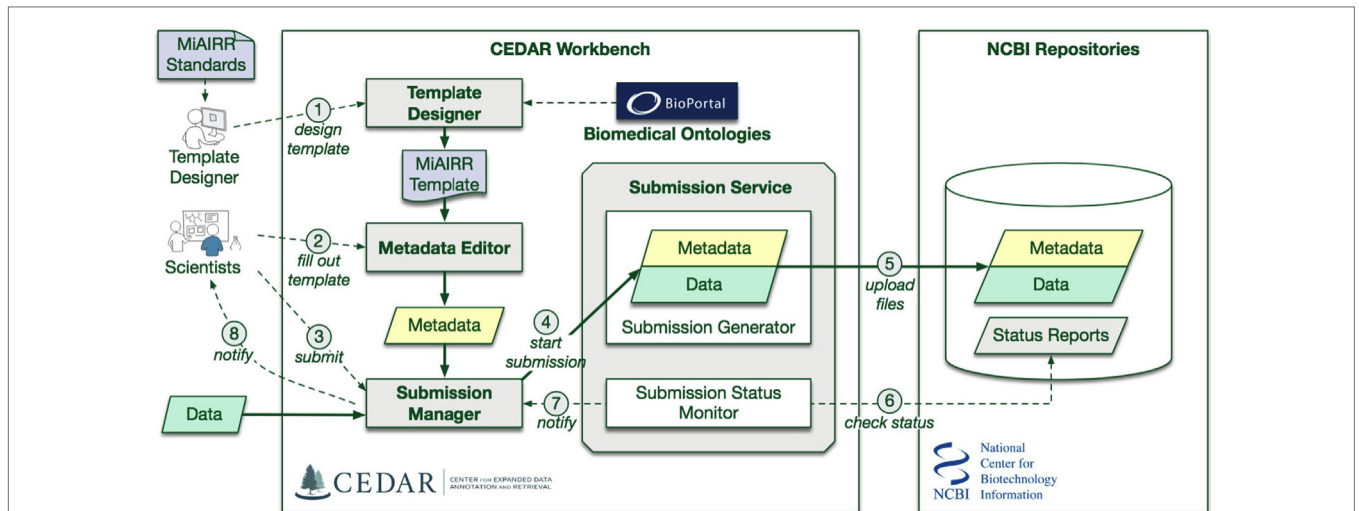 MiAIRR
Standards
CEDAR Workbench
NCBI Repositories
1
design
template
Template
Designer
BioPortal
Biomedical Ontologies
Template
Designer
MiAIRR
Template
Submission Service
Scientists
2
fill out
template
Metadata Editor
Metadata
Data
Submission Generator
5
upload
files
Metadata
Data
Status Reports
8
notify
3
submit
Metadata
4
start
submission
Data
Submission
Manager
7
notify
Submission Status
Monitor
6
check status
CEDAR
CENTER FOR EXPANDED DATA
ANNOTATION AND RETRIEVAL
NCBI
National
Center for
Biotechnology
Information